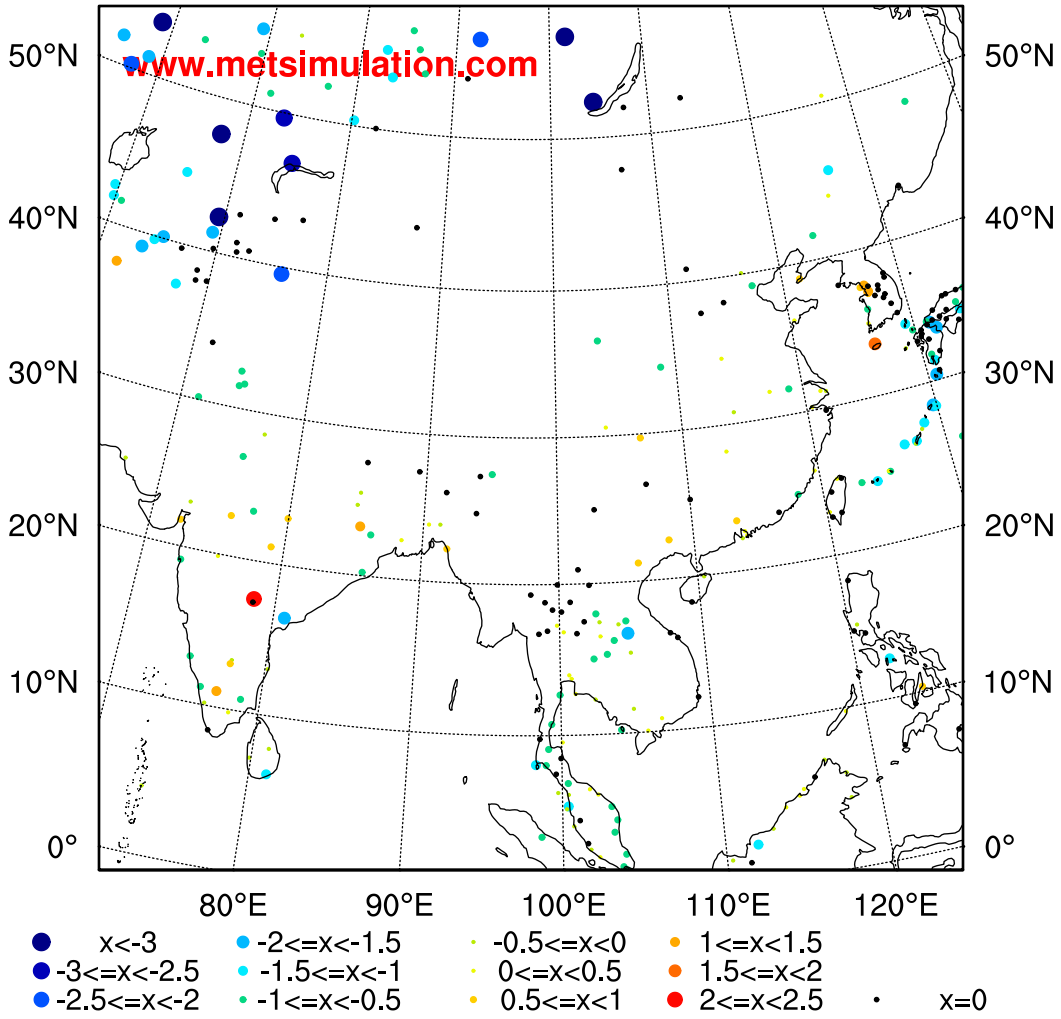 50°N 50°N
www.metsimulation.com
40°N 40°N
30°N 30°N
20°N 20°N
10°N 10°N
0° 0°
80°E 90°E 100°E 110°E 120°E
x<-3 -2<=x<-1.5 -0.5<=x<0 1<=x<1.5
-3<=x<-2.5 -1.5<=x<-1 0<=x<0.5 1.5<=x<2
-2.5<=x<-2 -1<=x<-0.5 0.5<=x<1 2<=x<2.5 x=0